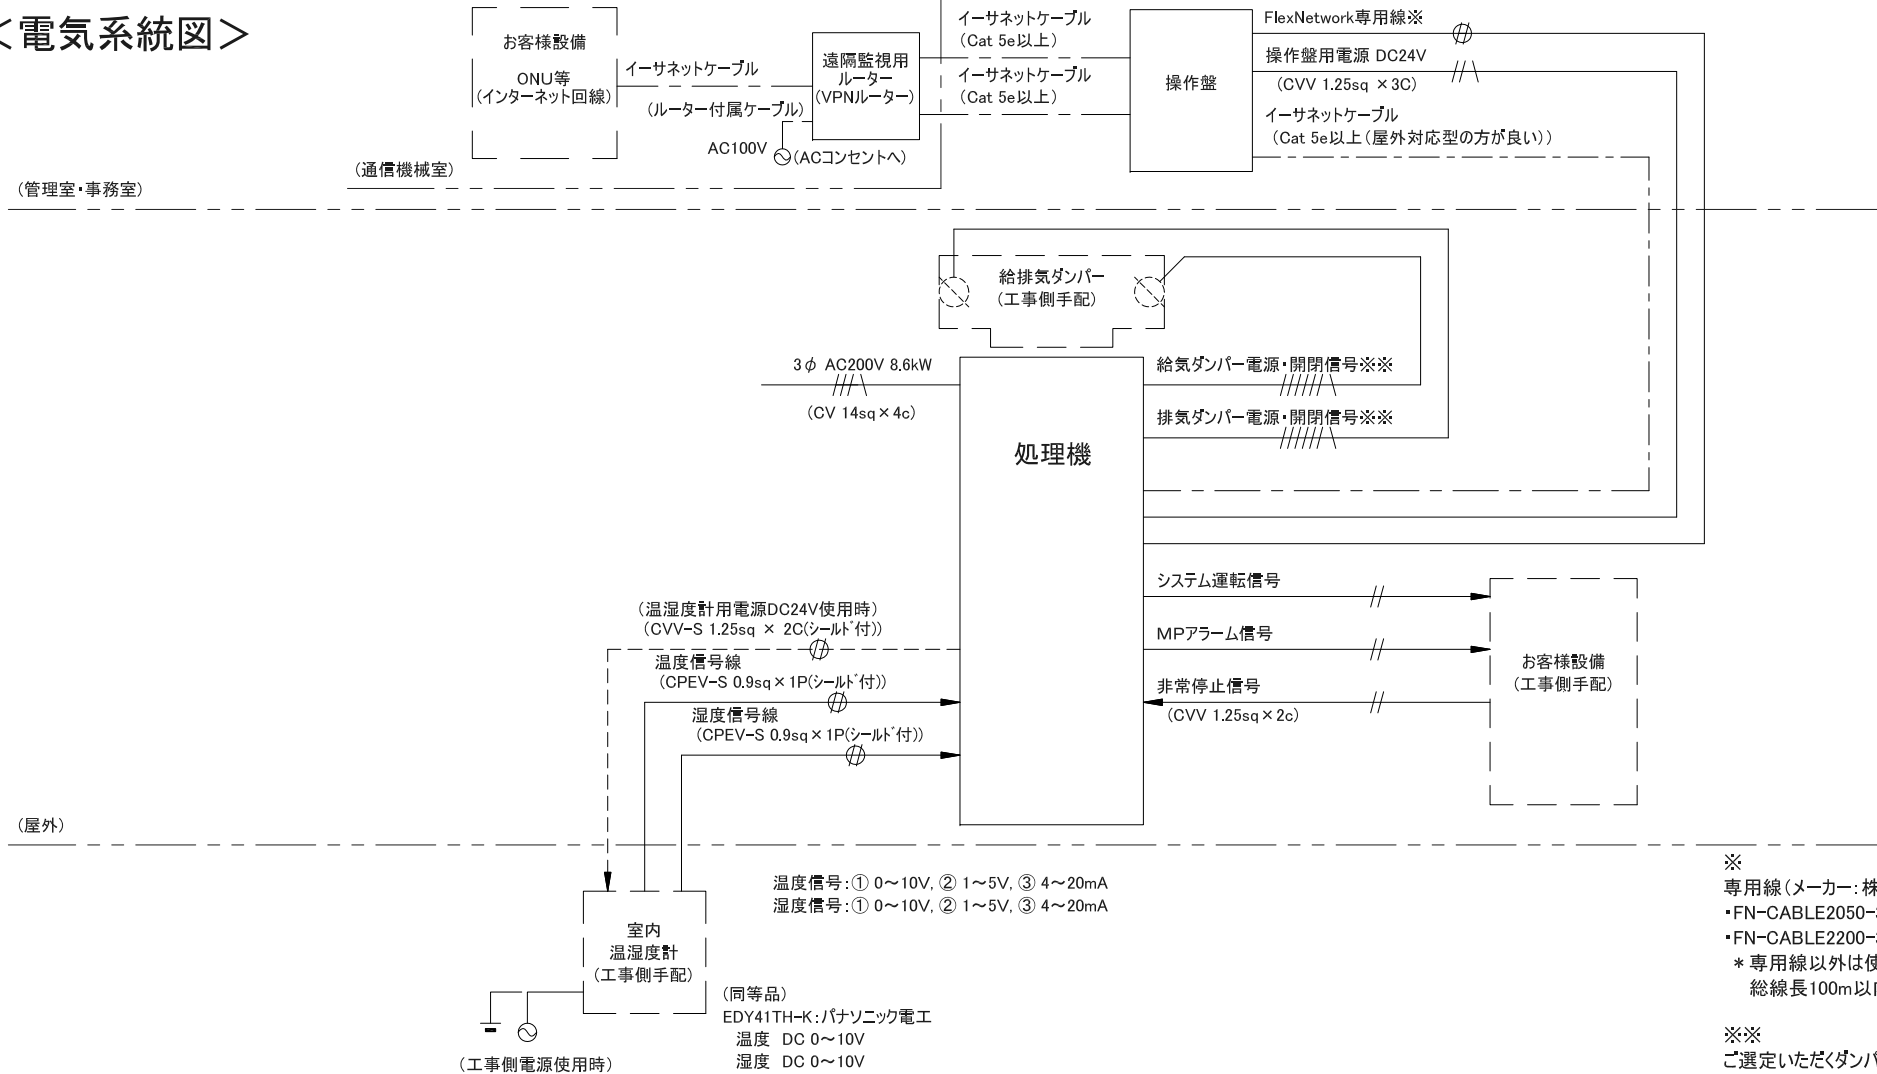 ＜電気系統図＞
お客様設備
ONU等
(インターネット回線)
イーサネットケーブル
(ルーター付属ケーブル)
遠隔監視用
ルーター
(VPNルーター)
AC100V
(ACコンセントへ)
イーサネットケーブル
(Cat 5e以上)
イーサネットケーブル
(Cat 5e以上)
操作盤
FlexNetwork専用線※
操作盤用電源 DC24V
(CVV 1.25sq ×3C)
イーサネットケーブル
(Cat 5e以上(屋外対応型の方が良い))
(通信機械室)
(管理室・事務室)
給排気ダンパー
(工事側手配)
3φ AC200V 8.6kW
(CV 14sq×4c)
処理機
給気ダンパー電源・開閉信号※※
排気ダンパー電源・開閉信号※※
システム運転信号
MPアラーム信号
非常停止信号
(CVV 1.25sq×2c)
お客様設備
(工事側手配)
(温湿度計用電源DC24V使用時)
(CVV-S 1.25sq × 2C(シールド付))
温度信号線
(CPEV-S 0.9sq×1P(シールド付))
湿度信号線
(CPEV-S 0.9sq×1P(シールド付))
(屋外)
温度信号:① 0～10V, ② 1～5V, ③ 4～20mA
湿度信号:① 0～10V, ② 1～5V, ③ 4～20mA
室内
温湿度計
(工事側手配)
(同等品)
EDY41TH-K:パナソニック電工
温度 DC 0～10V
湿度 DC 0～10V
(工事側電源使用時)
※
専用線(メーカー:株
・FN-CABLE2050-
・FN-CABLE2200-
＊専用線以外は使
総線長100m以
※※
ご選定いただくダンパ